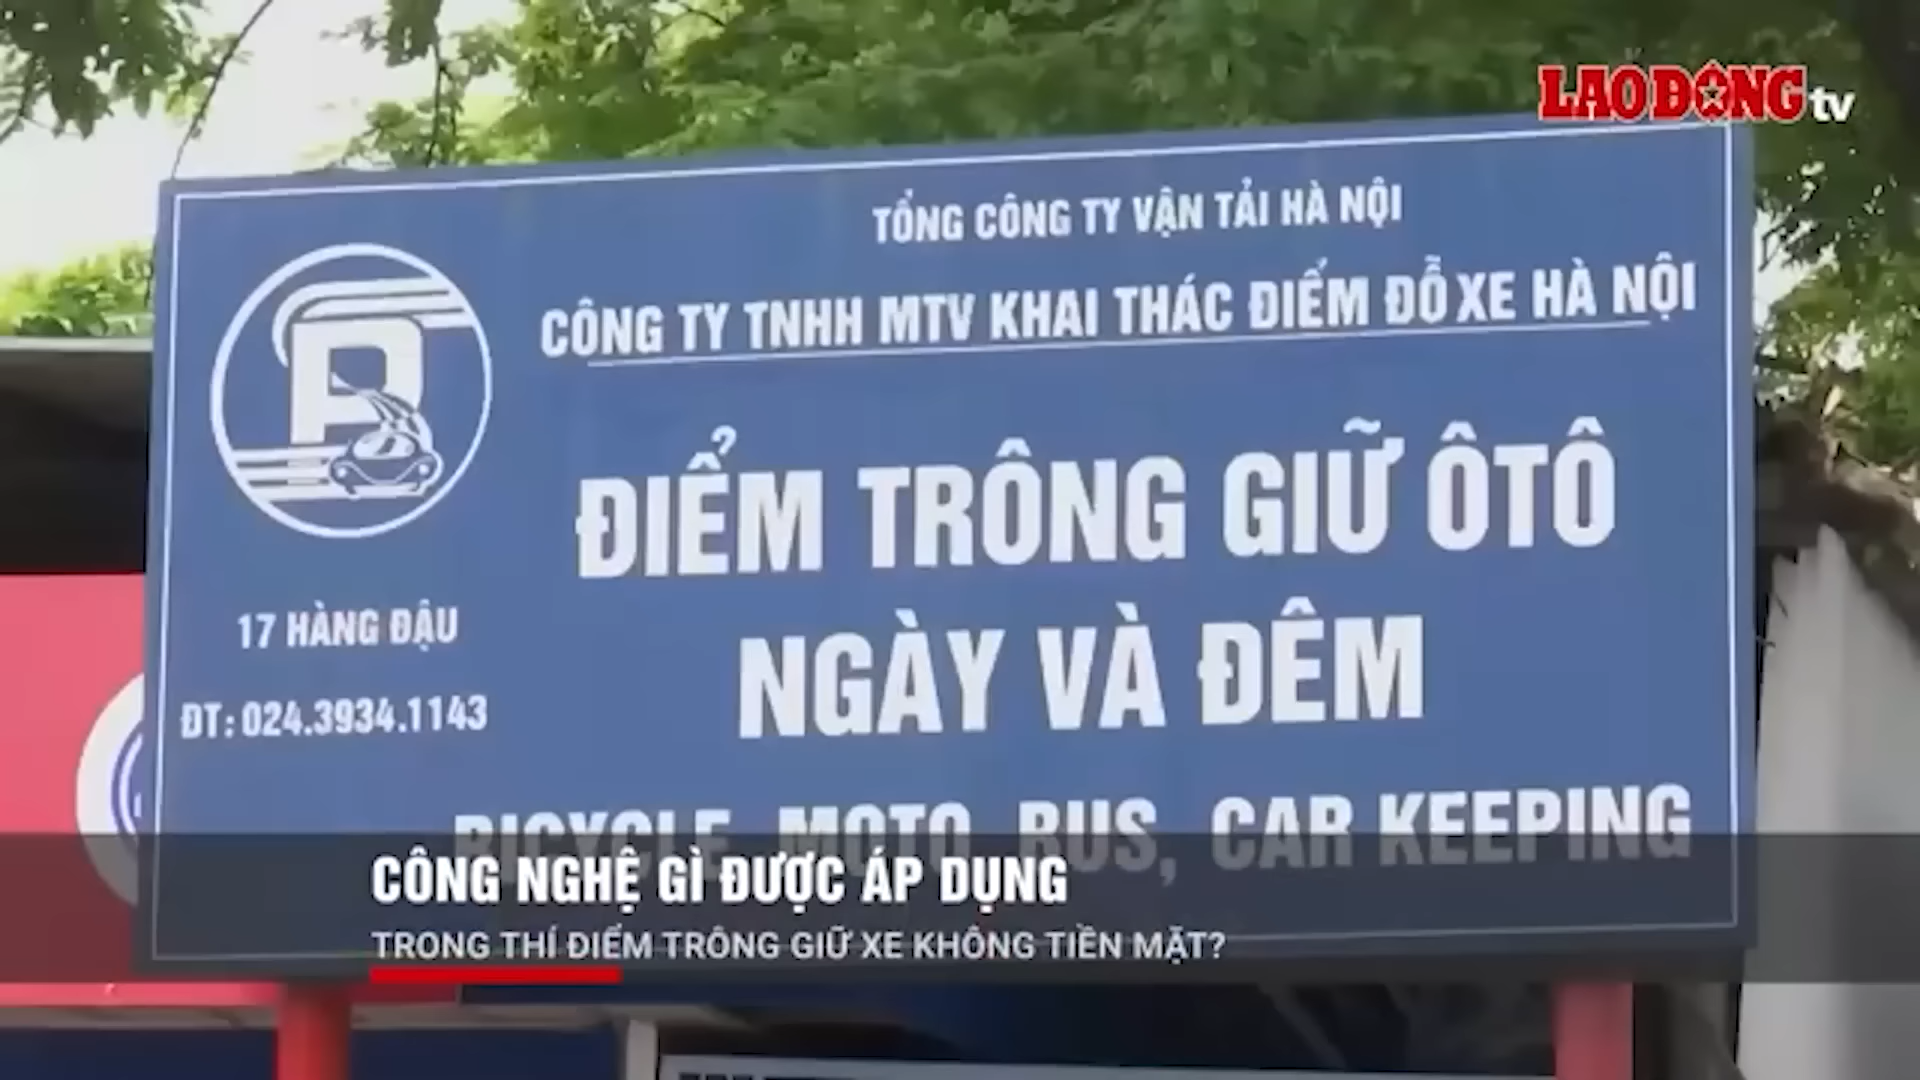 LAO ĐỘNG tv
TỔNG CÔNG TY VẬN TẢI HÀ NỘI
CÔNG TY TNHH MTV KHAI THÁC ĐIỂM ĐỖ XE HÀ NỘI
ĐIỂM TRÔNG GIỮ ÔTÔ
NGÀY VÀ ĐÊM
17 HÀNG ĐẬU
ĐT: 024.3934.1143
BICYCLE, MOTO, BUS, CAR KEEPING
CÔNG NGHỆ GÌ ĐƯỢC ÁP DỤNG
TRONG THÍ ĐIỂM TRÔNG GIỮ XE KHÔNG TIỀN MẶT?